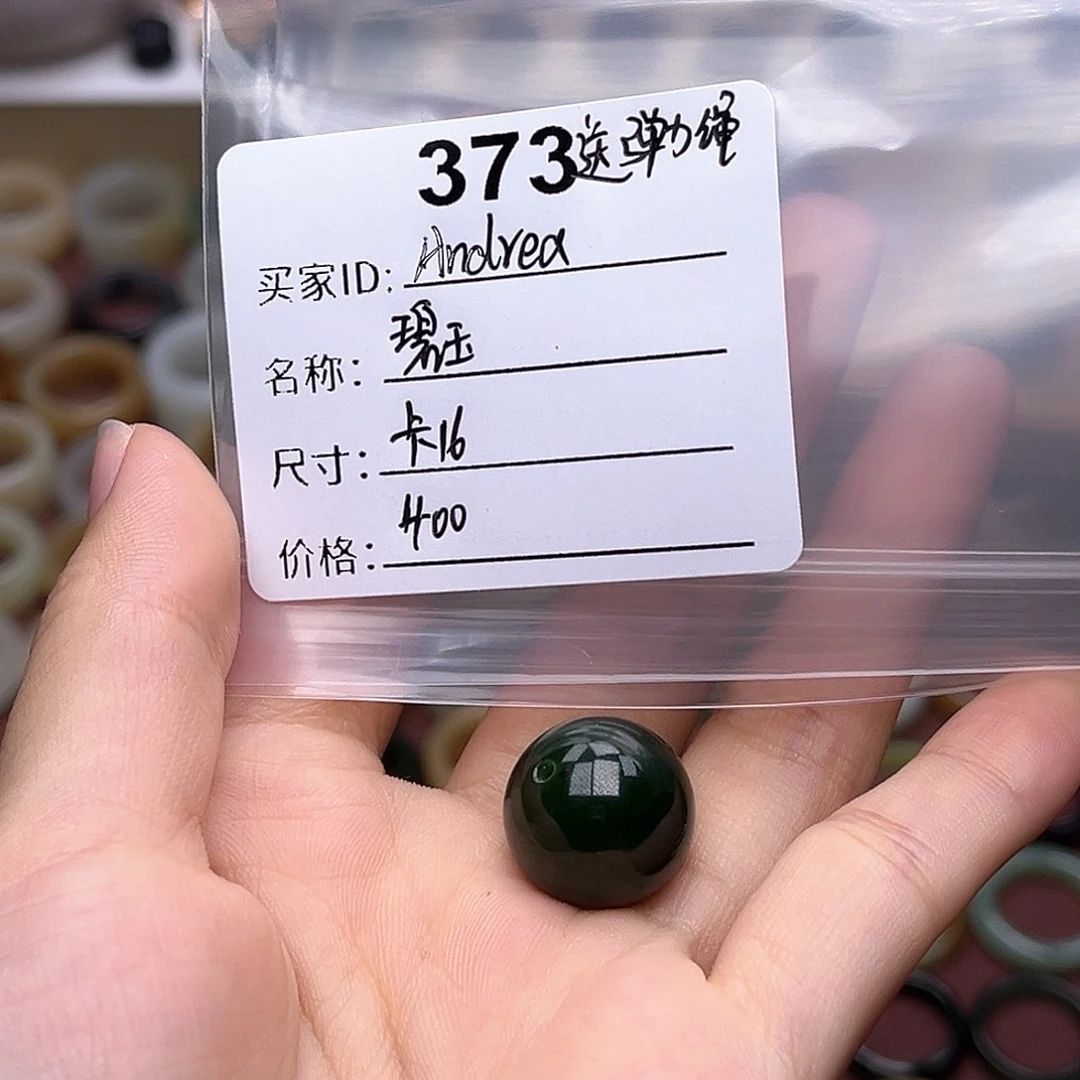 373送弹力绳
买家ID: Andrea
名称: 碧玉
尺寸: 卡16
价格: 400